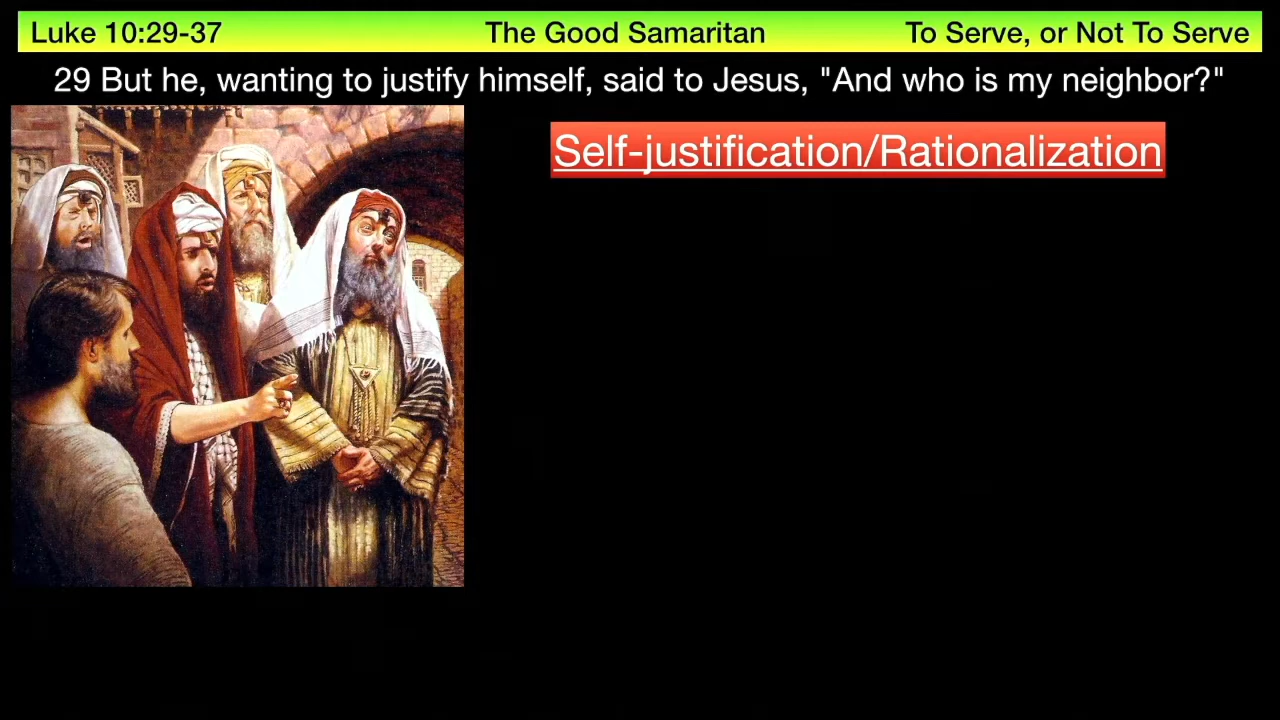 Luke 10:29-37 The Good Samaritan To Serve, or Not To Serve
29 But he, wanting to justify himself, said to Jesus, "And who is my neighbor?"
Self-justification/Rationalization